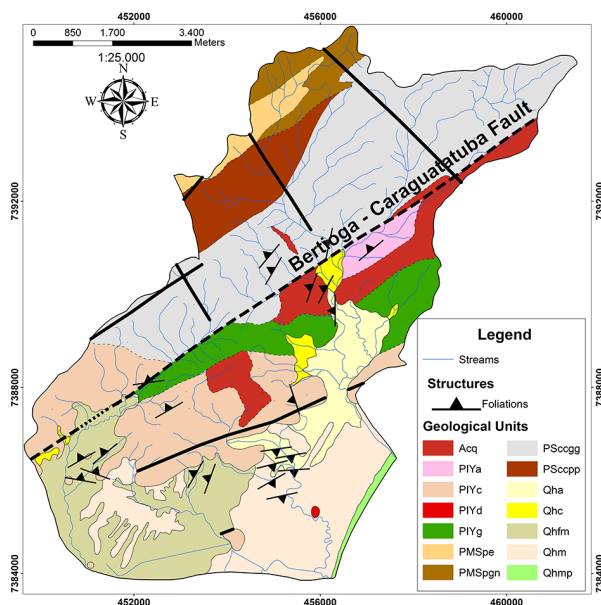 452000 456000 460000
0 850 1.700 3.400
Meters
1:25.000
N
W E
S
7392000 7392000
Bertioga - Caraguatatuba Fault
7388000 7388000
7384000 7384000
Legend
Streams
Structures
Foliations
Geological Units
Acq PSccgg
PIYa PSccpp
PIYc Qha
PIYd Qhc
PIYg Qhfm
PMSpe Qhm
PMSpgn Qhmp
452000 456000 460000